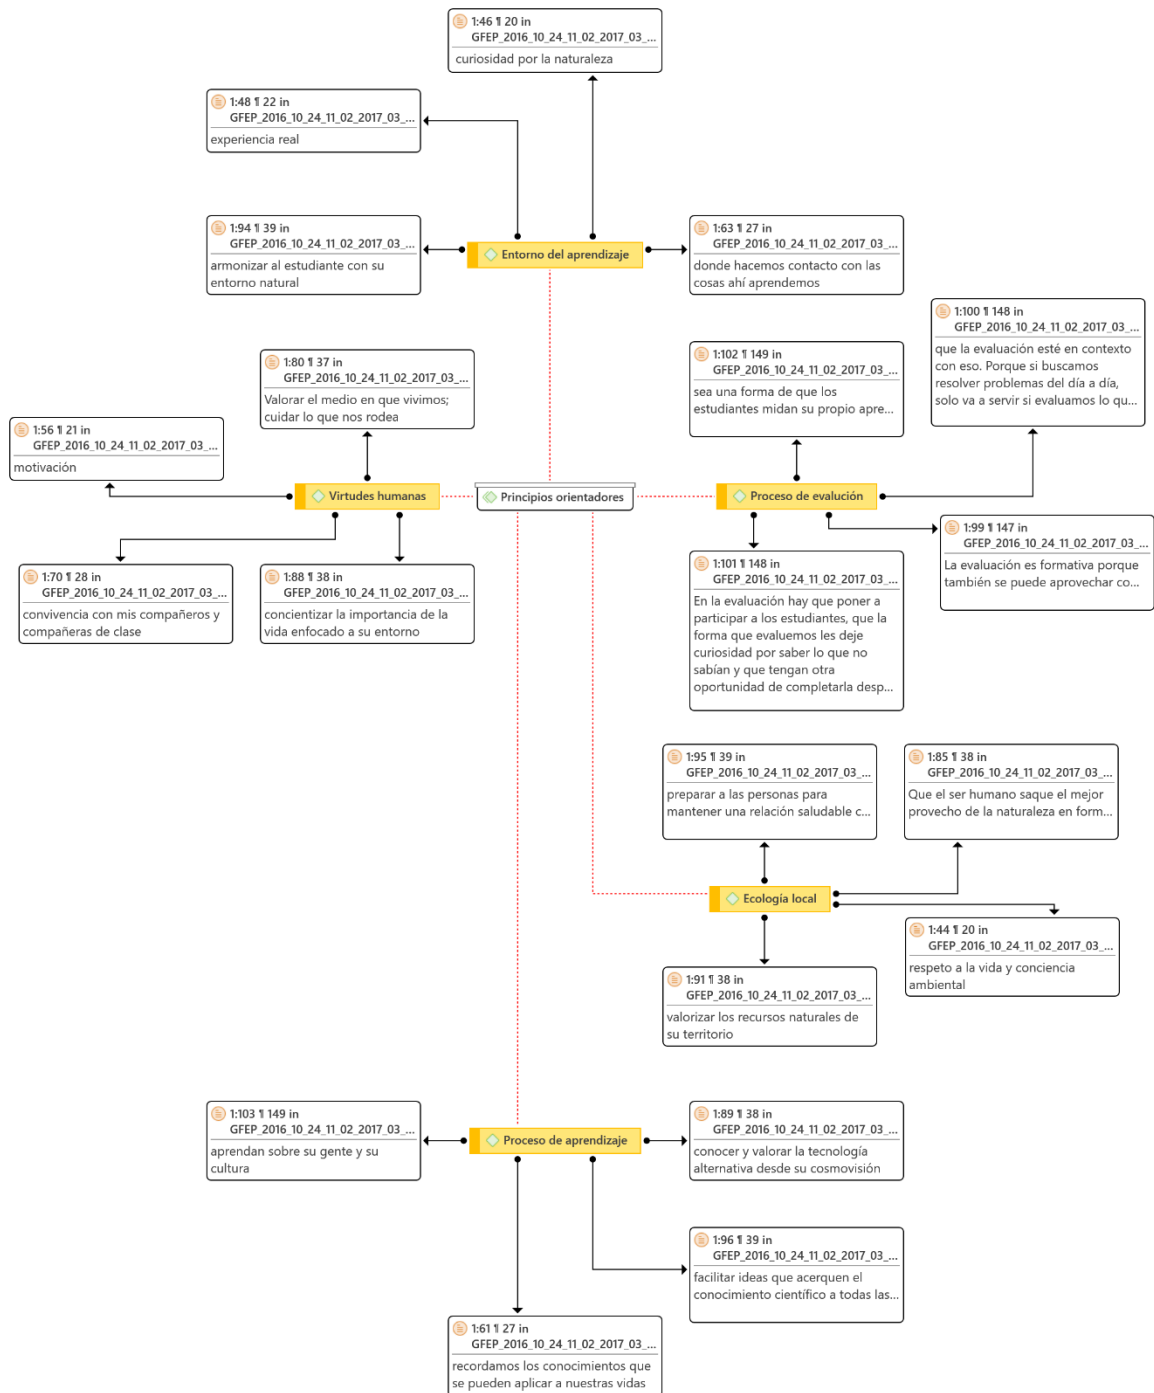 1:46 ¶ 20 in
GFEP_2016_10_24_11_02_2017_03_...
curiosidad por la naturaleza
1:48 ¶ 22 in
GFEP_2016_10_24_11_02_2017_03_...
experiencia real
1:94 ¶ 39 in
GFEP_2016_10_24_11_02_2017_03_...
armonizar al estudiante con su
entorno natural
Entorno del aprendizaje
1:63 ¶ 27 in
GFEP_2016_10_24_11_02_2017_03_...
donde hacemos contacto con las
cosas ahí aprendemos
1:100 ¶ 148 in
GFEP_2016_10_24_11_02_2017_03_...
que la evaluación esté en contexto
con eso. Porque si buscamos
resolver problemas del día a día,
solo va a servir si evaluamos lo qu...
1:102 ¶ 149 in
GFEP_2016_10_24_11_02_2017_03_...
sea una forma de que los
estudiantes midan su propio apre...
1:80 ¶ 37 in
GFEP_2016_10_24_11_02_2017_03_...
Valorar el medio en que vivimos;
cuidar lo que nos rodea
1:56 ¶ 21 in
GFEP_2016_10_24_11_02_2017_03_...
motivación
Virtudes humanas
Principios orientadores
Proceso de evalución
1:99 ¶ 147 in
GFEP_2016_10_24_11_02_2017_03_...
La evaluación es formativa porque
también se puede aprovechar co...
1:70 ¶ 28 in
GFEP_2016_10_24_11_02_2017_03_...
convivencia con mis compañeros y
compañeras de clase
1:88 ¶ 38 in
GFEP_2016_10_24_11_02_2017_03_...
concientizar la importancia de la
vida enfocado a su entorno
1:101 ¶ 148 in
GFEP_2016_10_24_11_02_2017_03_...
En la evaluación hay que poner a
participar a los estudiantes, que la
forma que evaluemos les deje
curiosidad por saber lo que no
sabían y que tengan otra
oportunidad de completarla desp...
1:95 ¶ 39 in
GFEP_2016_10_24_11_02_2017_03_...
preparar a las personas para
mantener una relación saludable c...
1:85 ¶ 38 in
GFEP_2016_10_24_11_02_2017_03_...
Que el ser humano saque el mejor
provecho de la naturaleza en form...
Ecología local
1:44 ¶ 20 in
GFEP_2016_10_24_11_02_2017_03_...
respeto a la vida y conciencia
ambiental
1:91 ¶ 38 in
GFEP_2016_10_24_11_02_2017_03_...
valorizar los recursos naturales de
su territorio
1:103 ¶ 149 in
GFEP_2016_10_24_11_02_2017_03_...
aprendan sobre su gente y su
cultura
Proceso de aprendizaje
1:89 ¶ 38 in
GFEP_2016_10_24_11_02_2017_03_...
conocer y valorar la tecnología
alternativa desde su cosmovisión
1:96 ¶ 39 in
GFEP_2016_10_24_11_02_2017_03_...
facilitar ideas que acerquen el
conocimiento científico a todas las...
1:61 ¶ 27 in
GFEP_2016_10_24_11_02_2017_03_...
recordamos los conocimientos que
se pueden aplicar a nuestras vidas